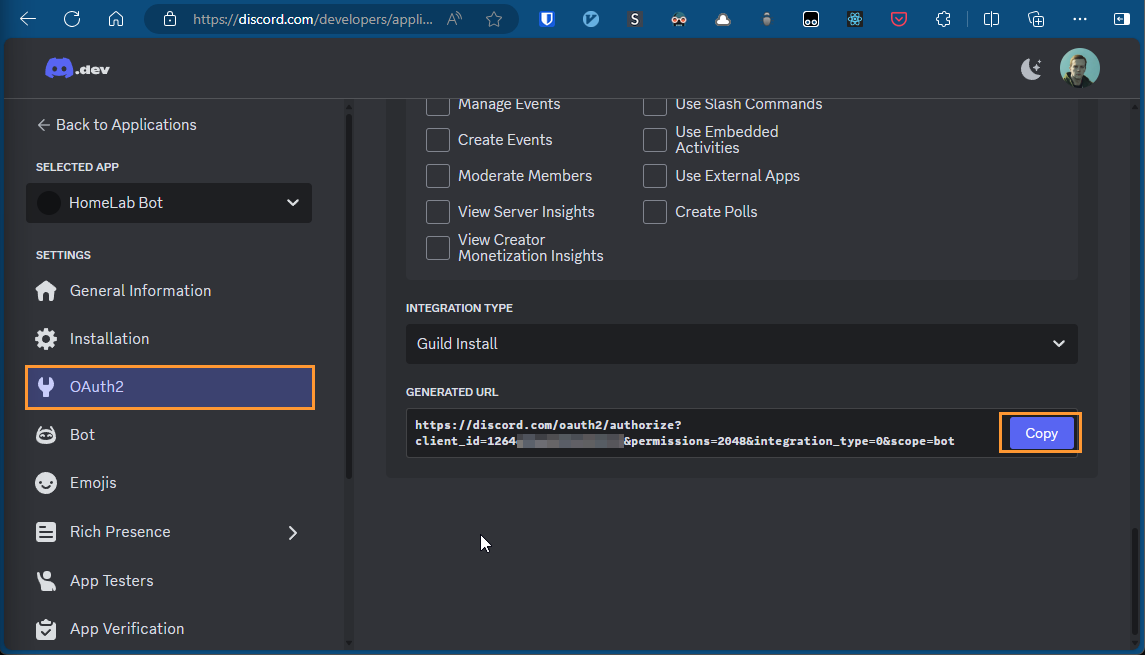 https://discord.com/developers/appli...
S
.dev
Back to Applications
SELECTED APP
HomeLab Bot
SETTINGS
General Information
Installation
OAuth2
Bot
Emojis
Rich Presence
App Testers
App Verification
Manage Events
Use Slash Commands
Create Events
Use Embedded
Activities
Moderate Members
Use External Apps
View Server Insights
Create Polls
View Creator
Monetization Insights
INTEGRATION TYPE
Guild Install
GENERATED URL
https://discord.com/oauth2/authorize?
client_id=1264 &permissions=2048&integration_type=0&scope=bot
Copy